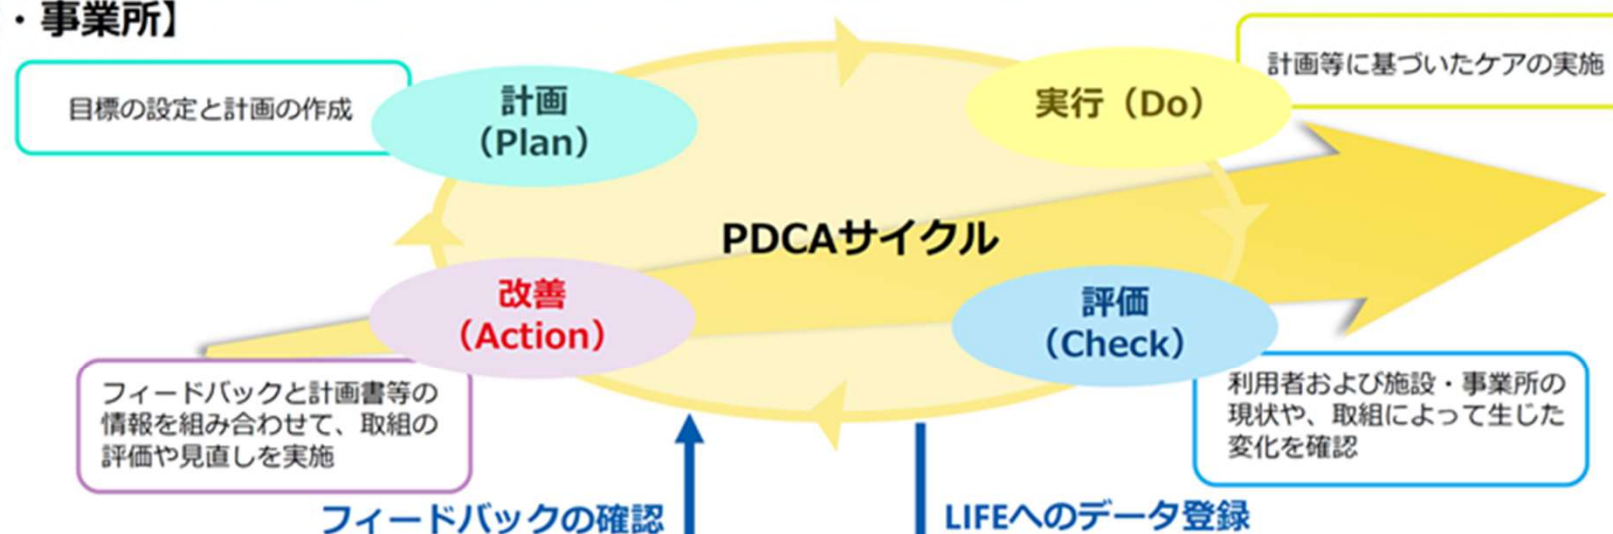 ・事業所】
目標の設定と計画の作成
計画
（Plan）
実行（Do）
計画等に基づいたケアの実施
PDCAサイクル
改善
（Action）
評価
（Check）
フィードバックと計画書等の
情報を組み合わせて、取組の
評価や見直しを実施
利用者および施設・事業所の
現状や、取組によって生じた
変化を確認
フィードバックの確認
LIFEへのデータ登録